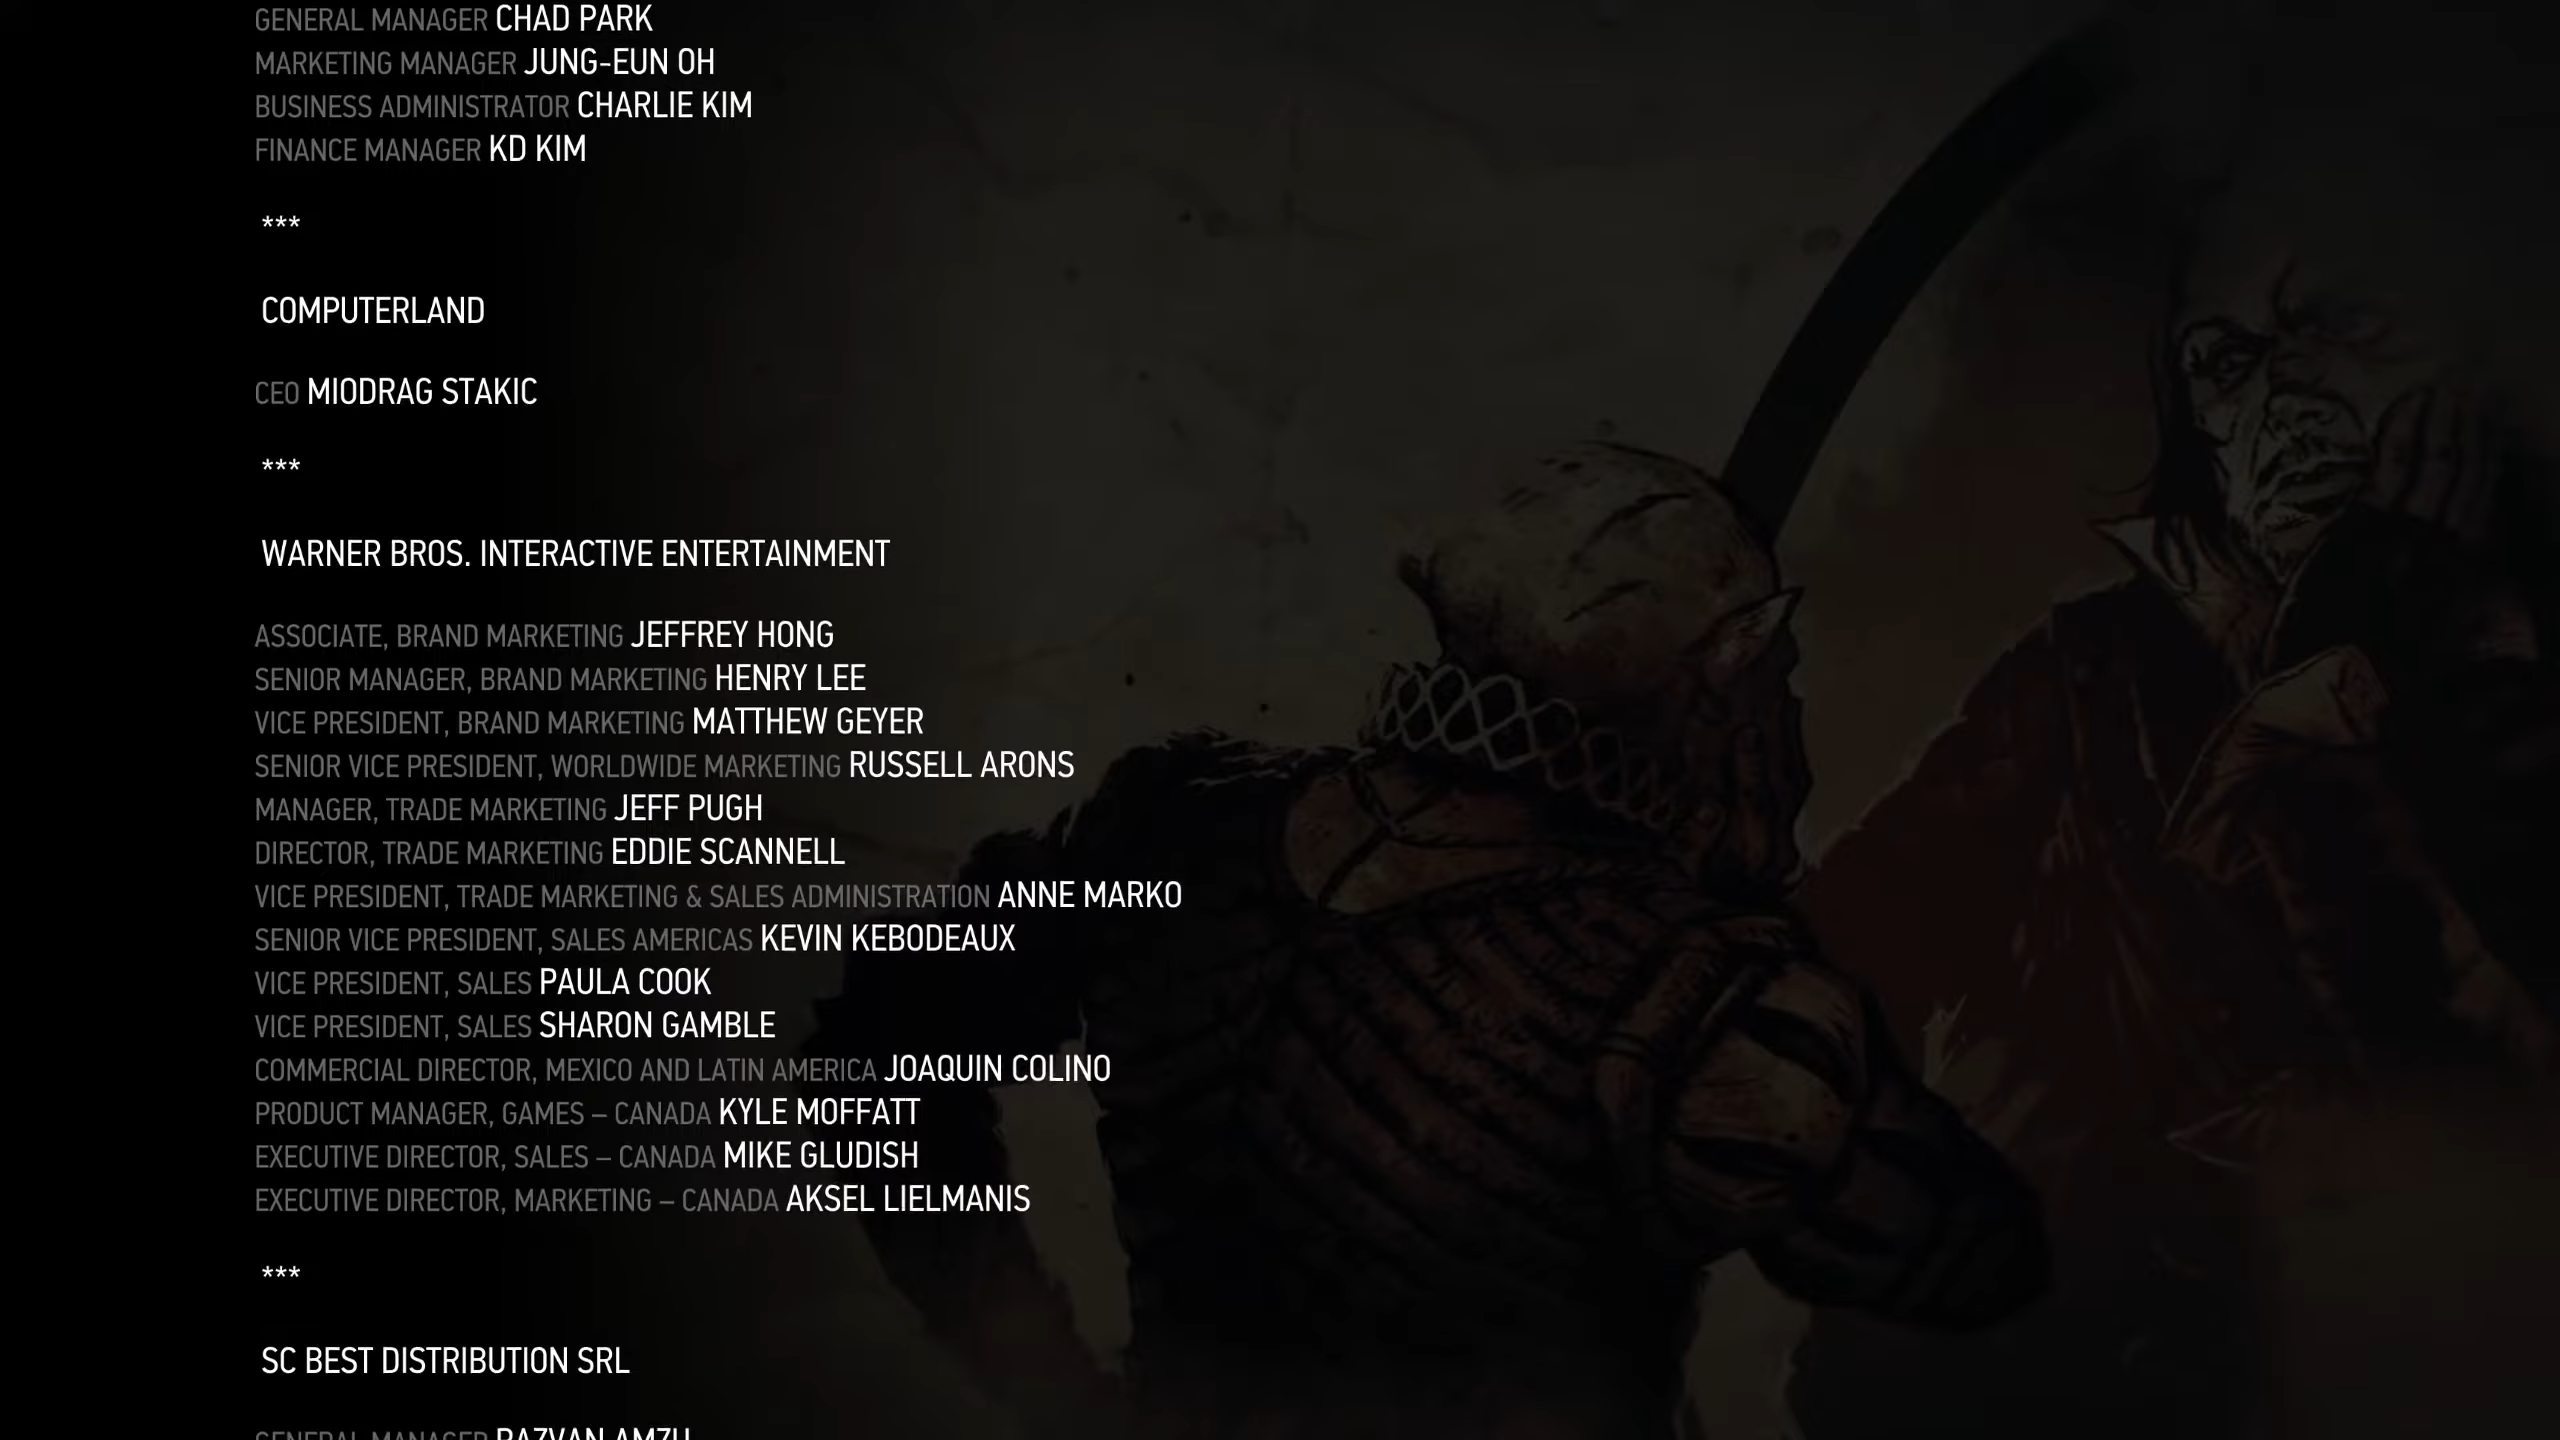 GENERAL MANAGER CHAD PARK
MARKETING MANAGER JUNG-EUN OH
BUSINESS ADMINISTRATOR CHARLIE KIM
FINANCE MANAGER KD KIM
***
COMPUTERLAND
CEO MIODRAG STAKIC
***
WARNER BROS. INTERACTIVE ENTERTAINMENT
ASSOCIATE, BRAND MARKETING JEFFREY HONG
SENIOR MANAGER, BRAND MARKETING HENRY LEE
VICE PRESIDENT, BRAND MARKETING MATTHEW GEYER
SENIOR VICE PRESIDENT, WORLDWIDE MARKETING RUSSELL ARONS
MANAGER, TRADE MARKETING JEFF PUGH
DIRECTOR, TRADE MARKETING EDDIE SCANNELL
VICE PRESIDENT, TRADE MARKETING & SALES ADMINISTRATION ANNE MARKO
SENIOR VICE PRESIDENT, SALES AMERICAS KEVIN KEBODEAUX
VICE PRESIDENT, SALES PAULA COOK
VICE PRESIDENT, SALES SHARON GAMBLE
COMMERCIAL DIRECTOR, MEXICO AND LATIN AMERICA JOAQUIN COLINO
PRODUCT MANAGER, GAMES – CANADA KYLE MOFFATT
EXECUTIVE DIRECTOR, SALES – CANADA MIKE GLUDISH
EXECUTIVE DIRECTOR, MARKETING – CANADA AKSEL LIELMANIS
***
SC BEST DISTRIBUTION SRL
GENERAL MANAGER RAZVAN AMZU